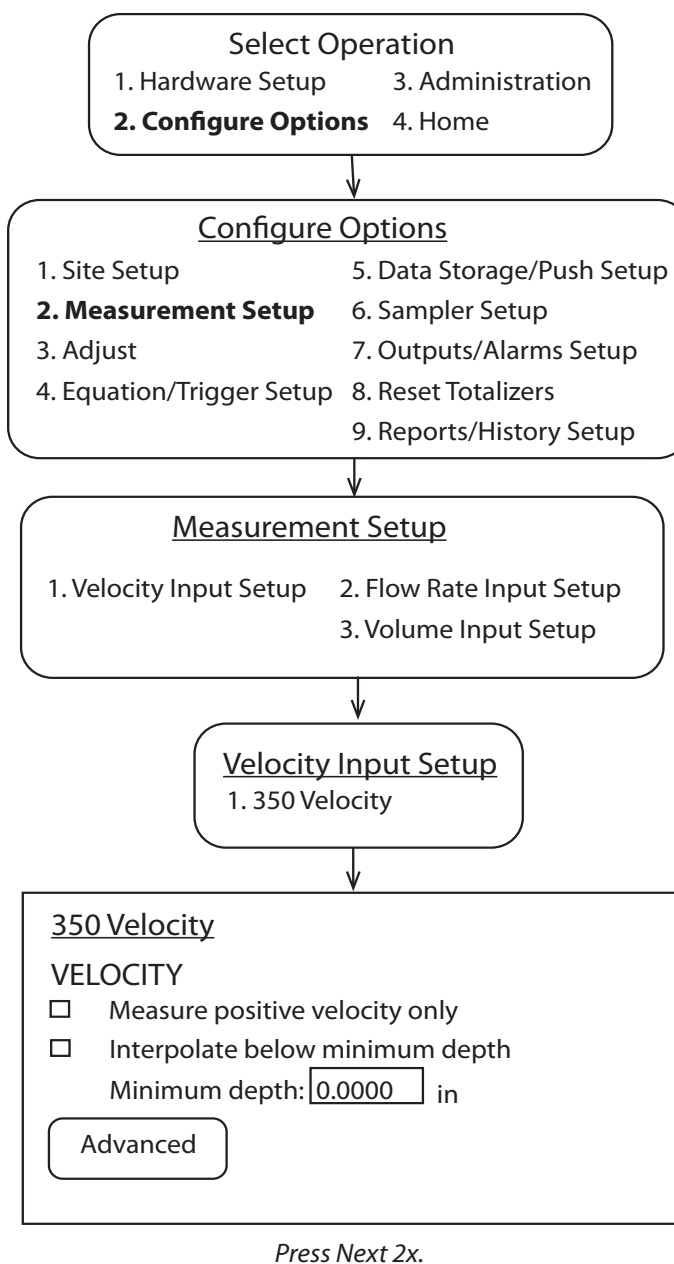 Select Operation
1. Hardware Setup 3. Administration
2. Configure Options 4. Home
Configure Options
1. Site Setup 5. Data Storage/Push Setup
2. Measurement Setup 6. Sampler Setup
3. Adjust 7. Outputs/Alarms Setup
4. Equation/Trigger Setup 8. Reset Totalizers
9. Reports/History Setup
Measurement Setup
1. Velocity Input Setup 2. Flow Rate Input Setup
3. Volume Input Setup
Velocity Input Setup
1. 350 Velocity
350 Velocity
VELOCITY
Measure positive velocity only
Interpolate below minimum depth
Minimum depth: 0.0000 in
Advanced
Press Next 2x.